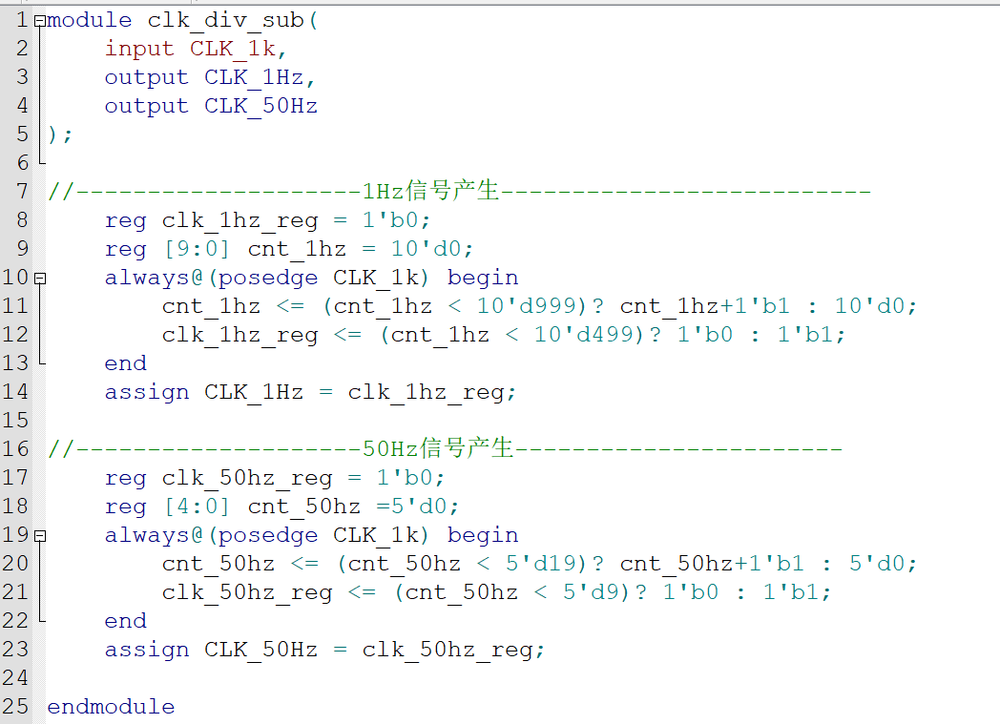 1 module clk_div_sub(
2 input CLK_1k,
3 output CLK_1Hz,
4 output CLK_50Hz
5 );
6
7 //--------------------1Hz信号产生--------------------------
8 reg clk_1hz_reg = 1'b0;
9 reg [9:0] cnt_1hz = 10'd0;
10 always@(posedge CLK_1k) begin
11 cnt_1hz <= (cnt_1hz < 10'd999)? cnt_1hz+1'b1 : 10'd0;
12 clk_1hz_reg <= (cnt_1hz < 10'd499)? 1'b0 : 1'b1;
13 end
14 assign CLK_1Hz = clk_1hz_reg;
15
16 //--------------------50Hz信号产生-----------------------
17 reg clk_50hz_reg = 1'b0;
18 reg [4:0] cnt_50hz =5'd0;
19 always@(posedge CLK_1k) begin
20 cnt_50hz <= (cnt_50hz < 5'd19)? cnt_50hz+1'b1 : 5'd0;
21 clk_50hz_reg <= (cnt_50hz < 5'd9)? 1'b0 : 1'b1;
22 end
23 assign CLK_50Hz = clk_50hz_reg;
24
25 endmodule